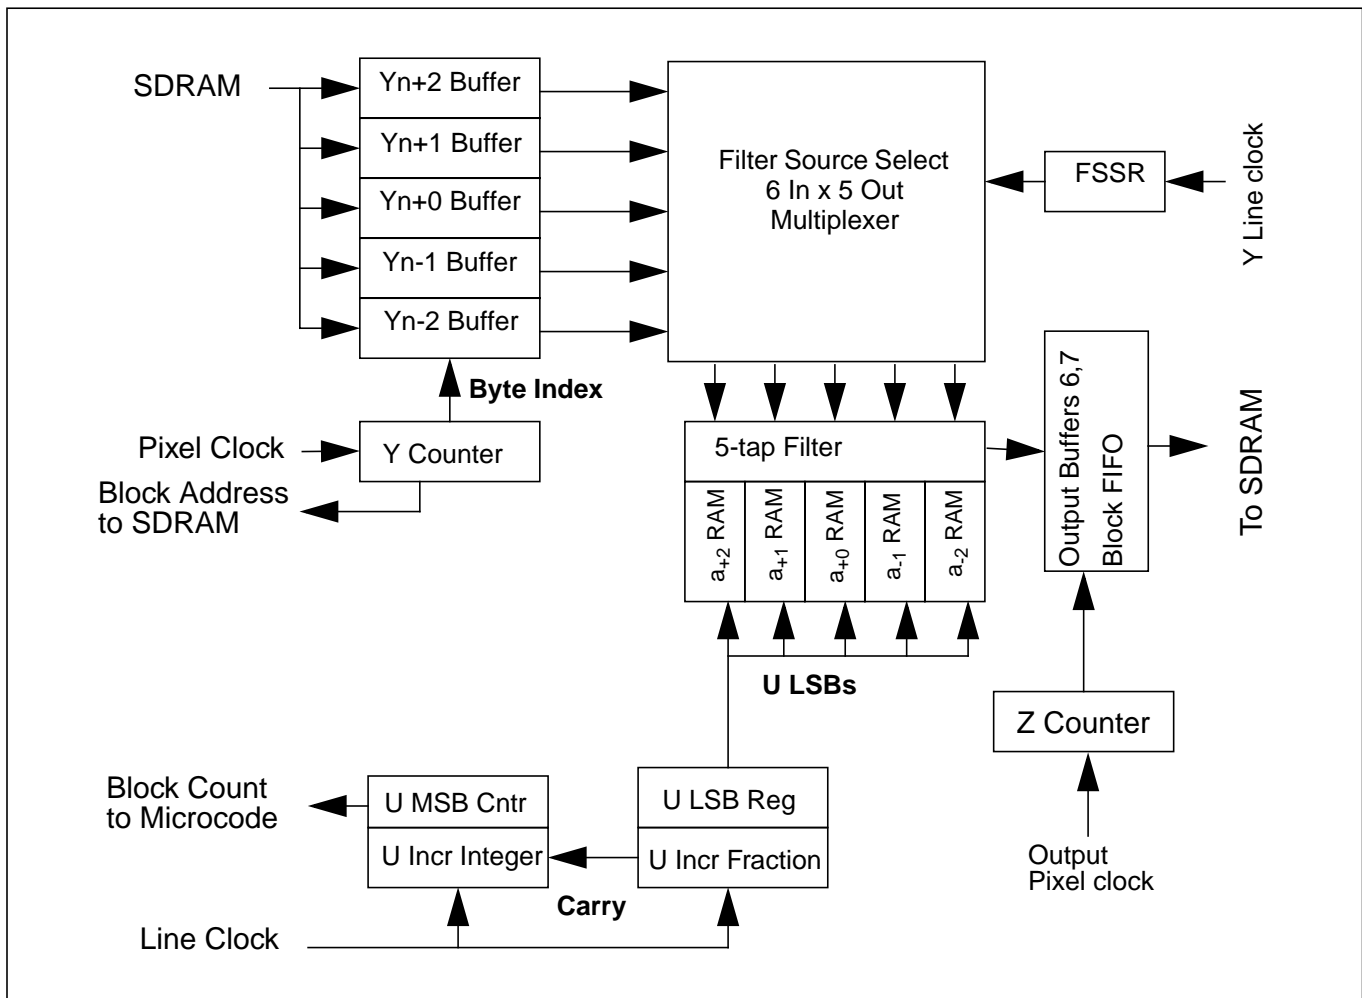 SDRAM
Yn+2 Buffer
Yn+1 Buffer
Yn+0 Buffer
Yn-1 Buffer
Yn-2 Buffer
Filter Source Select
6 In x 5 Out
Multiplexer
FSSR
Y Line clock
Byte Index
Pixel Clock
Y Counter
Block Address
to SDRAM
5-tap Filter
a+2 RAM
a+1 RAM
a+0 RAM
a-1 RAM
a-2 RAM
Output Buffers 6,7
Block FIFO
To SDRAM
U LSBs
Z Counter
Block Count
to Microcode
U MSB Cntr
U LSB Reg
U Incr Integer
U Incr Fraction
Carry
Output
Pixel clock
Line Clock